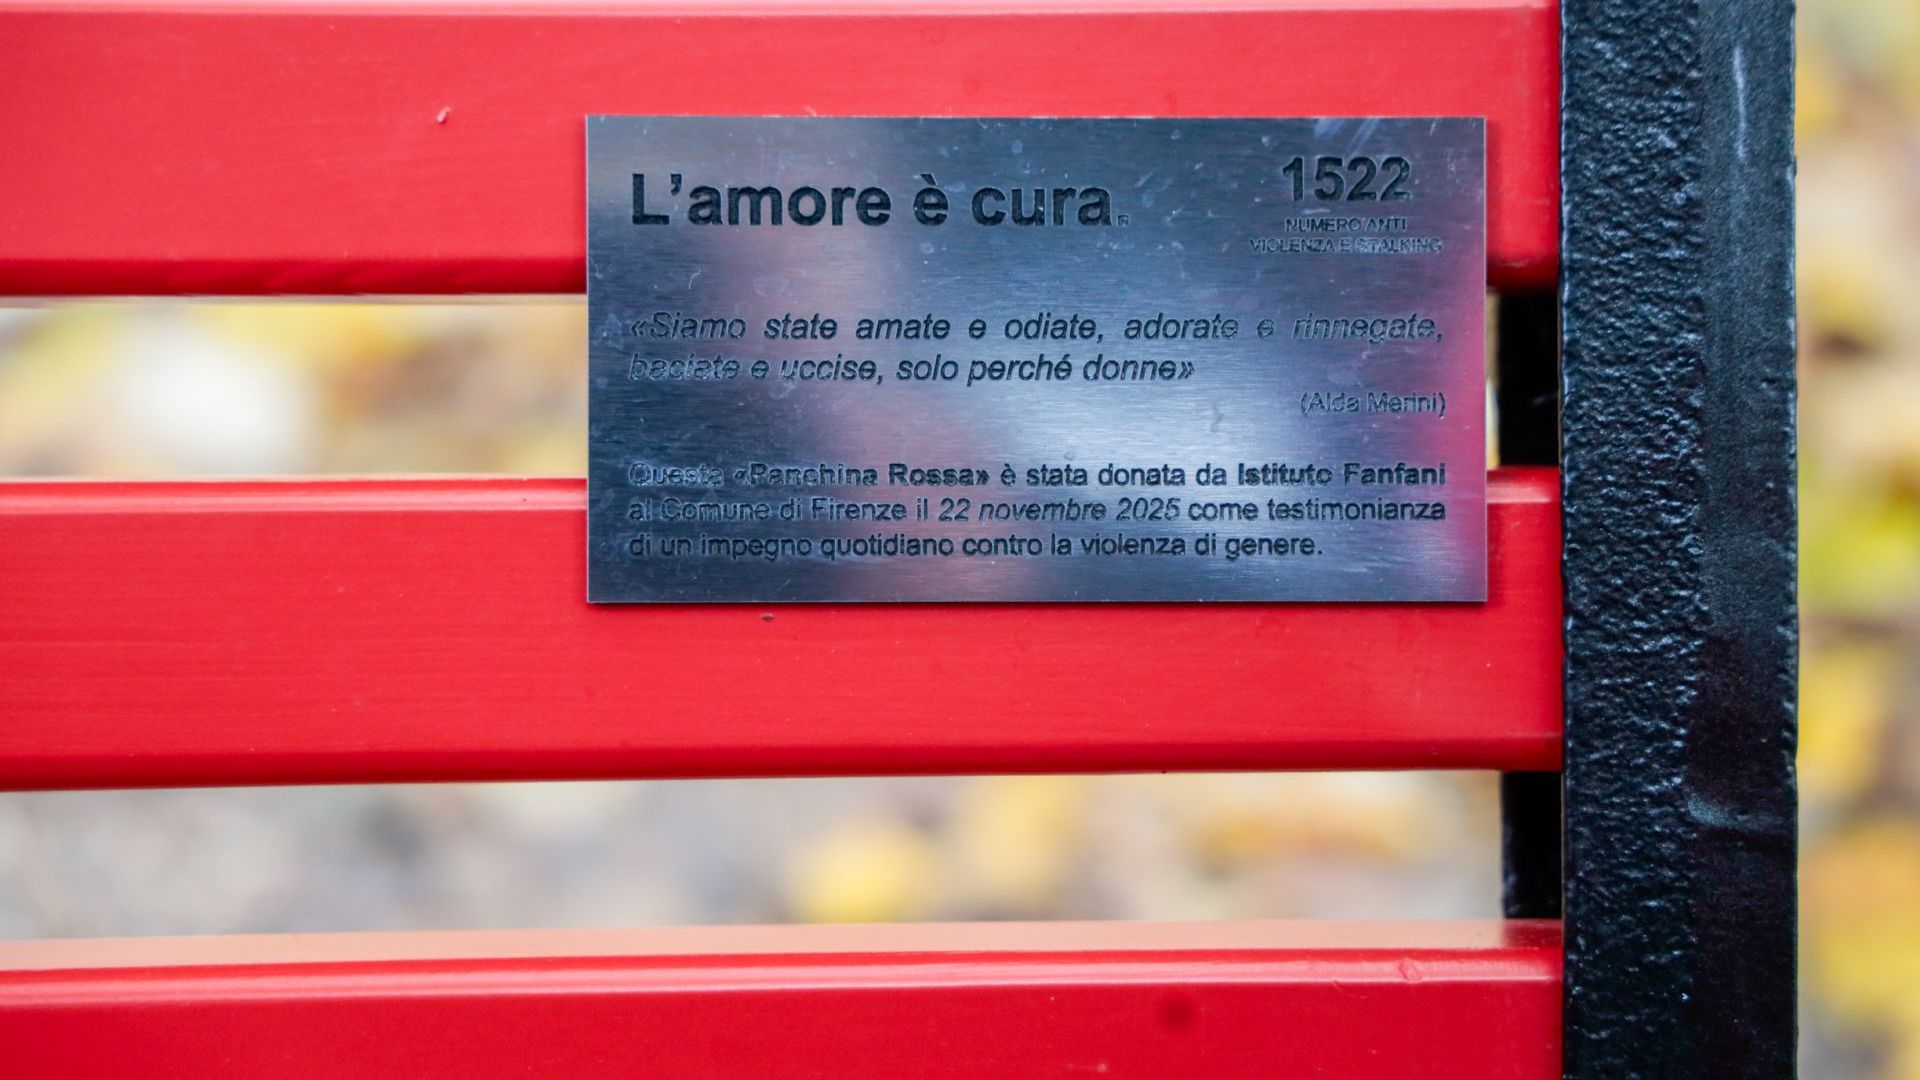 L'amore è cura.
1522
NUMERO ANTI
VIOLENZA E STALKING
«Siamo state amate e odiate, adorate e rinnegate,
baciate e uccise, solo perché donne»
(Alda Merini)
Questa «Panchina Rossa» è stata donata da Istituto Fanfani
al Comune di Firenze il 22 novembre 2025 come testimonianza
di un impegno quotidiano contro la violenza di genere.